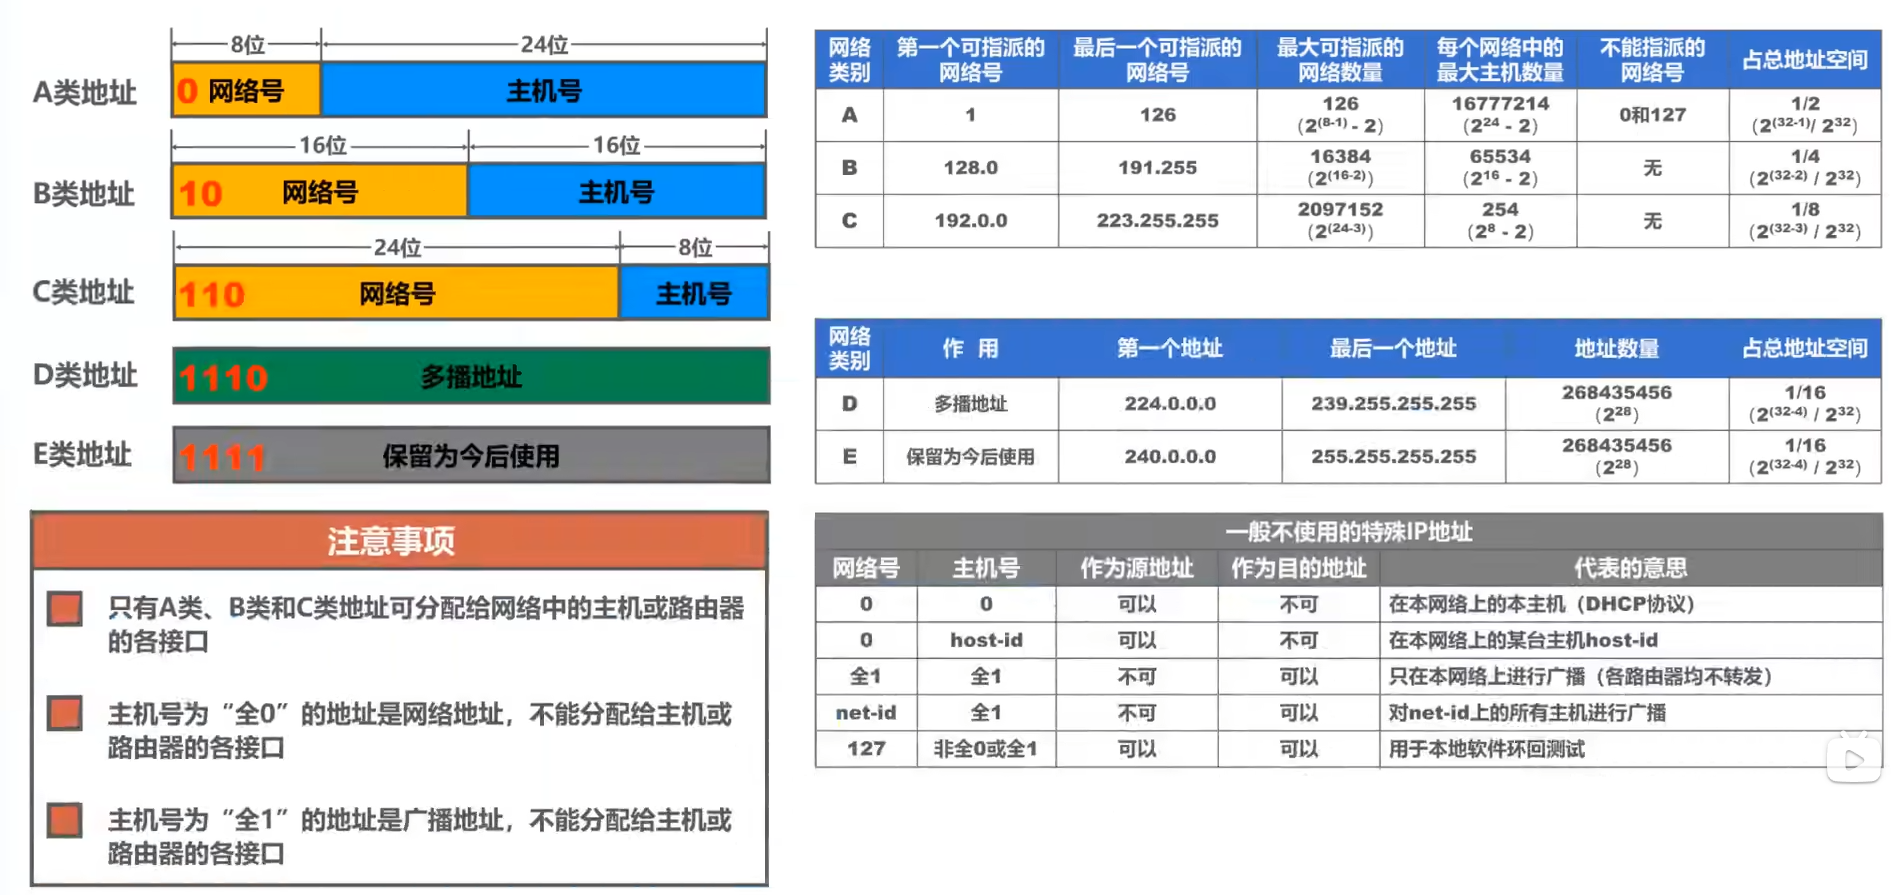 8位 24位
A类地址 0 网络号 主机号
16位 16位
B类地址 10 网络号 主机号
24位 8位
C类地址 110 网络号 主机号
D类地址 1110 多播地址
E类地址 1111 保留为今后使用
注意事项
只有A类、B类和C类地址可分配给网络中的主机或路由器
的各接口
主机号为“全0”的地址是网络地址，不能分配给主机或
路由器的各接口
主机号为“全1”的地址是广播地址，不能分配给主机或
路由器的各接口
网络类别 第一个可指派的网络号 最后一个可指派的网络号 最大可指派的网络数量 每个网络中的最大主机数量 不能指派的网络号 占总地址空间
A 1 126 126 (2^(8-1) - 2) 16777214 (2^24 - 2) 0和127 1/2 (2^(32-1)/ 2^32)
B 128.0 191.255 16384 (2^(16-2)) 65534 (2^16 - 2) 无 1/4 (2^(32-2) / 2^32)
C 192.0.0 223.255.255 2097152 (2^(24-3)) 254 (2^8 - 2) 无 1/8 (2^(32-3) / 2^32)
网络类别 作 用 第一个地址 最后一个地址 地址数量 占总地址空间
D 多播地址 224.0.0.0 239.255.255.255 268435456 (2^28) 1/16 (2^(32-4) / 2^32)
E 保留为今后使用 240.0.0.0 255.255.255.255 268435456 (2^28) 1/16 (2^(32-4) / 2^32)
一般不使用的特殊IP地址
网络号 主机号 作为源地址 作为目的地址 代表的意思
0 0 可以 不可 在本网络上的本主机（DHCP协议）
0 host-id 可以 不可 在本网络上的某台主机host-id
全1 全1 不可 可以 只在本网络上进行广播（各路由器均不转发）
net-id 全1 不可 可以 对net-id上的所有主机进行广播
127 非全0或全1 可以 可以 用于本地软件环回测试